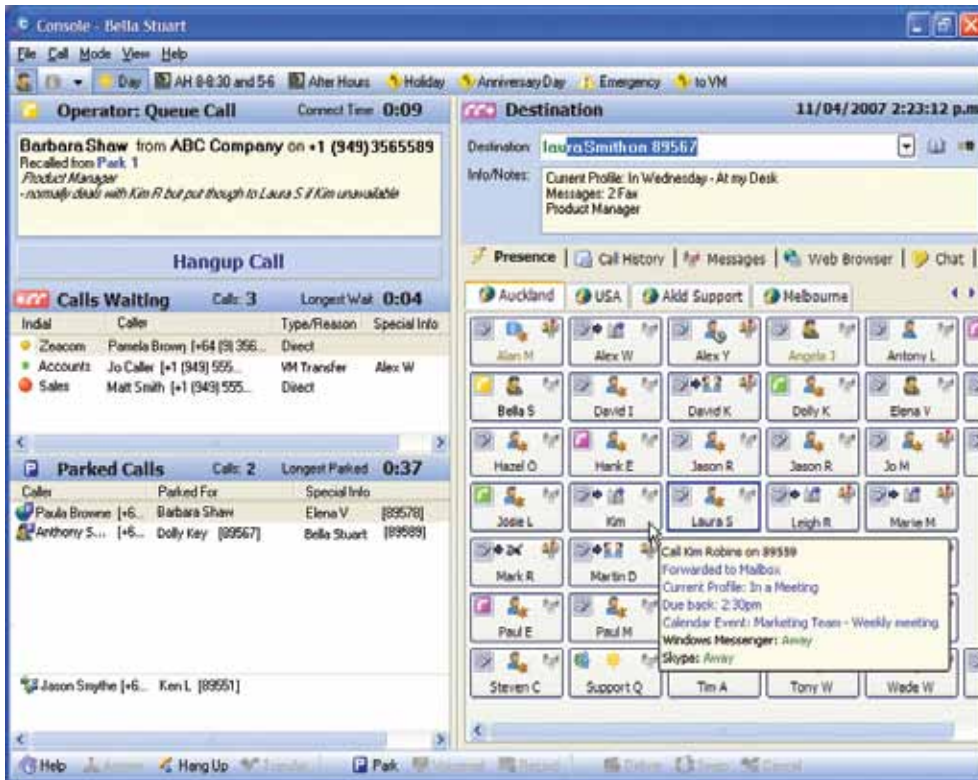 Console - Bella Stuart
File Call Mode View Help
Day AH 8-8:30 and 5-6 After Hours Holiday Anniversary Day Emergency to VM
Operator: Queue Call Connect Time 0:09
Barbara Shaw from ABC Company on +1 (949) 3565589
Recalled from Park 1
Product Manager
- normally deals with Kim R but put though to Laura S if Kim unavailable
Hangup Call
Calls Waiting Calls: 3 Longest Wait 0:04
Indial Caller Type/Reason Special Info
Zeacom Pamela Brown [+64 (9) 356... Direct
Accounts Jo Caller [+1 (949) 555... VM Transfer Alex W
Sales Matt Smith [+1 (949) 555... Direct
Parked Calls Calls: 2 Longest Parked 0:37
Caller Parked For Special Info
Paula Browne [+6... Barbara Shaw Elena V [89578]
Anthony S... [+6... Dolly Key [89567] Bella Stuart [89589]
Jason Smythe [+6... Ken L [89551]
Destination 11/04/2007 2:23:12 p.m
Destination laura Smith on 89567
Info/Notes: Current Profile: In Wednesday - At my Desk
Messages: 2 Fax
Product Manager
Presence Call History Messages Web Browser Chat
Auckland USA Akld Support Melbourne
Alan M Alex W Alex Y Angela J Antony L
Bella S David I David K Dolly K Elena V
Hazel O Hank E Jason R Jason R Jo M
Josie L Kim Laura S Leigh R Marie M
Mark R Martin D
Paul E Paul M
Steven C Support Q Tim A Tony W Wade W
Call Kim Robins on 89559
Forwarded to Mailbox
Current Profile: In a Meeting
Due back: 2:30pm
Calendar Event: Marketing Team - Weekly meeting
Windows Messenger: Away
Skype: Away
Help Answer Hang Up Transfer Park Voicemail Record Delete Swap Cancel